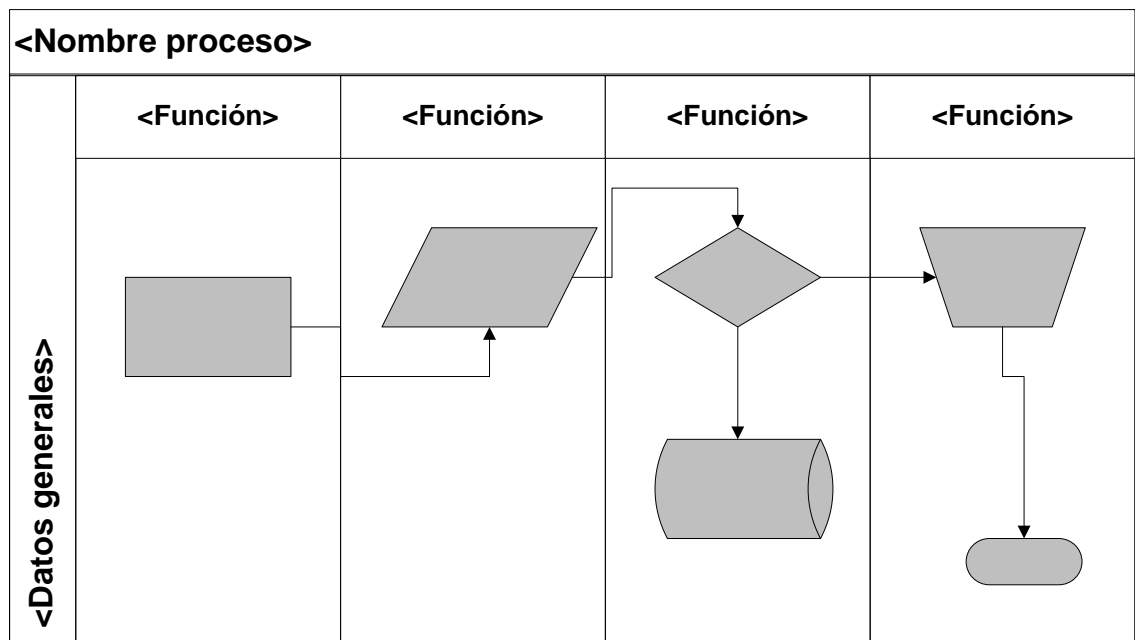 <Nombre proceso>
<Función>
<Función>
<Función>
<Función>
<Datos generales>